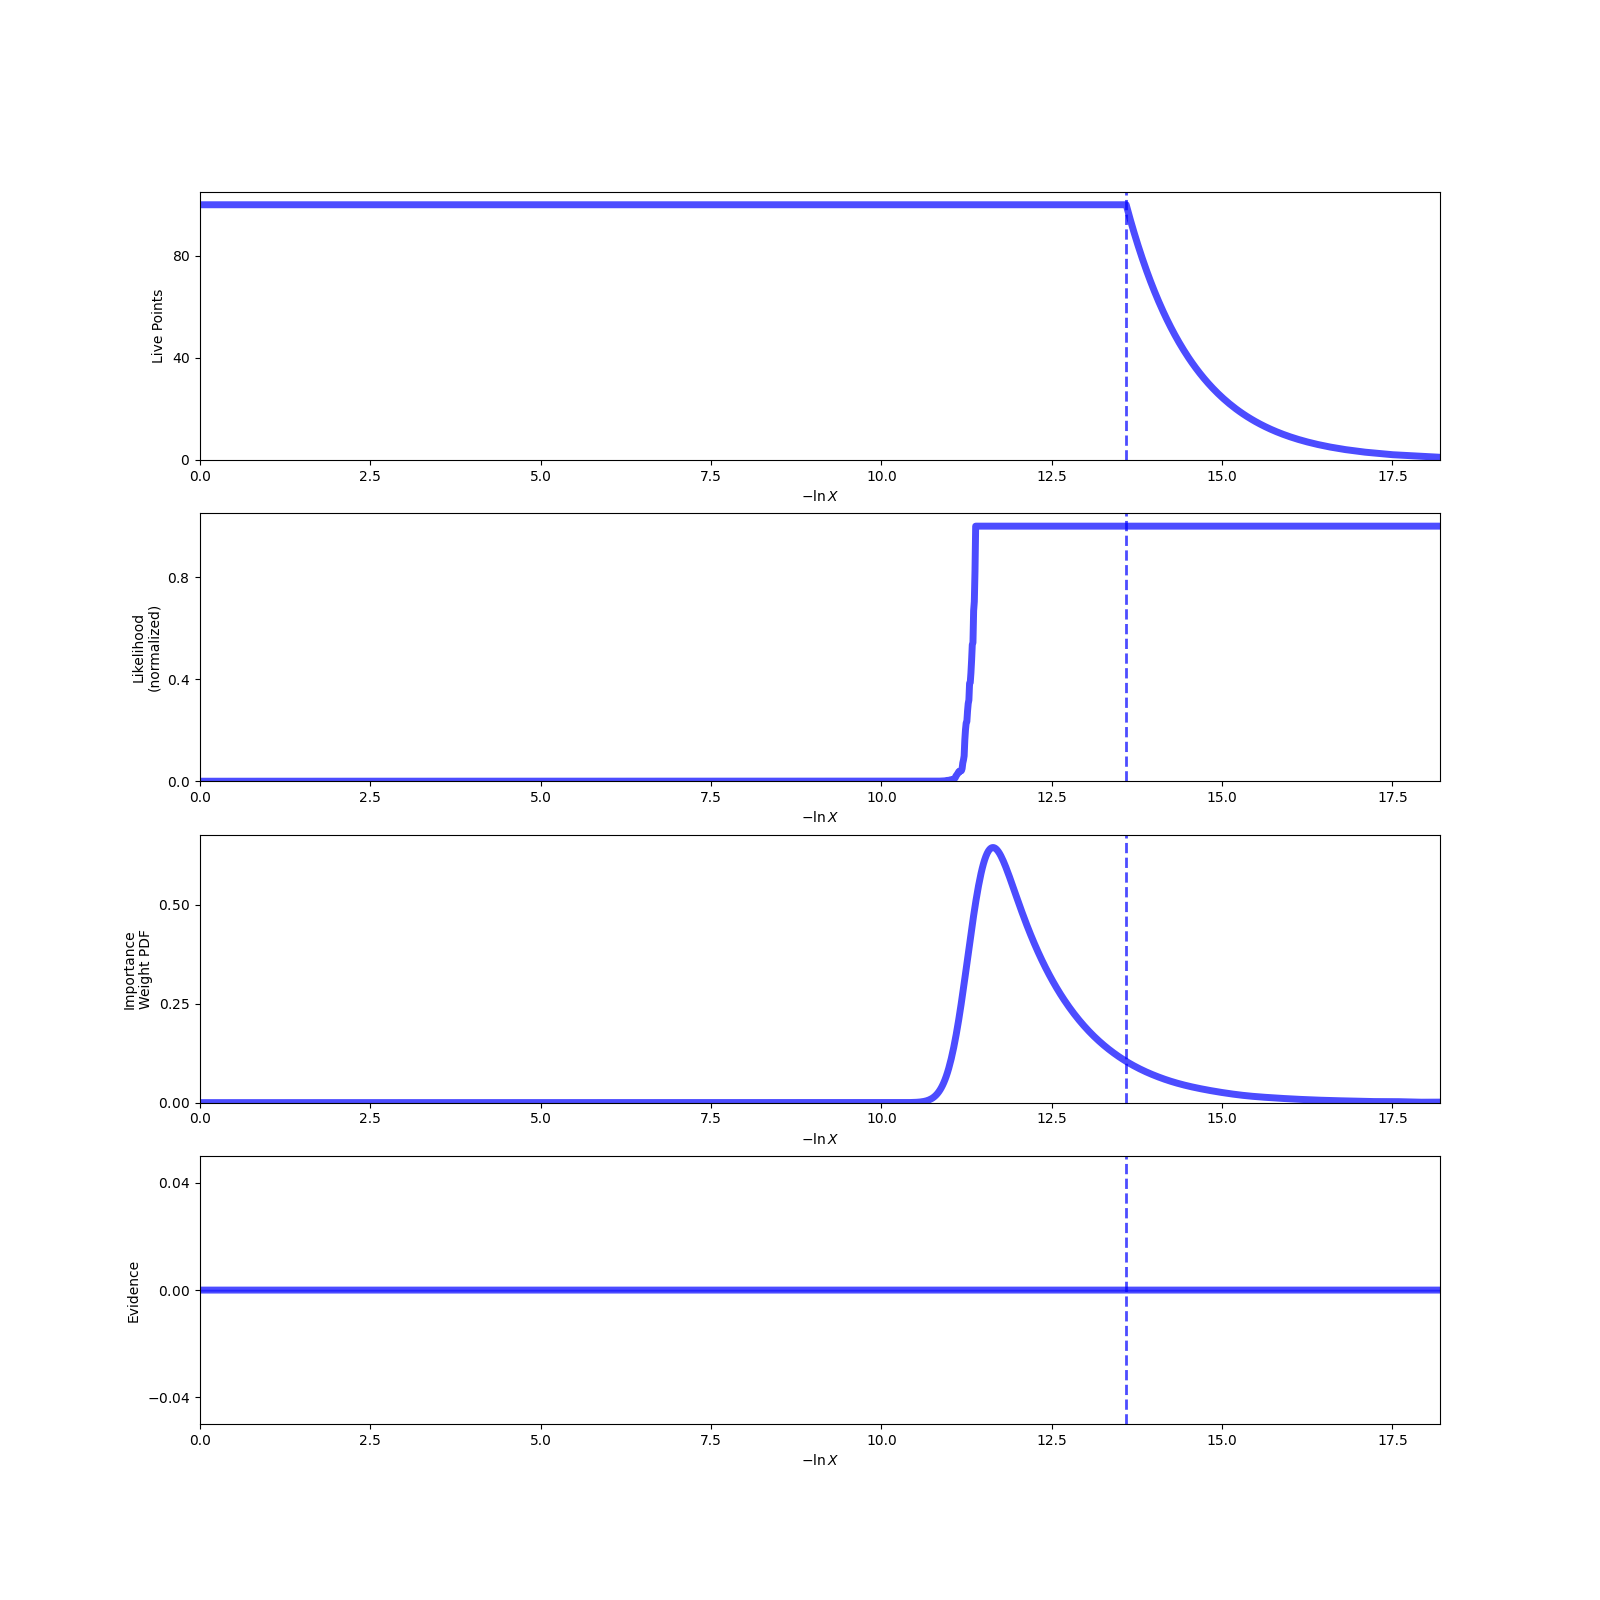 Live Points
80
40
0
0.0 2.5 5.0 7.5 10.0 12.5 15.0 17.5
−ln X
Likelihood
(normalized)
0.8
0.4
0.0
0.0 2.5 5.0 7.5 10.0 12.5 15.0 17.5
−ln X
Importance
Weight PDF
0.50
0.25
0.00
0.0 2.5 5.0 7.5 10.0 12.5 15.0 17.5
−ln X
Evidence
0.04
0.00
−0.04
0.0 2.5 5.0 7.5 10.0 12.5 15.0 17.5
−ln X